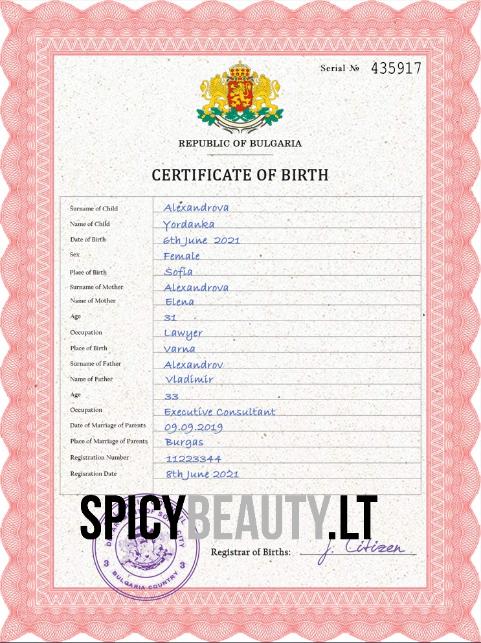 Serial № 435917
REPUBLIC OF BULGARIA
CERTIFICATE OF BIRTH
Surname of Child Alexandrova
Name of Child Yordanka
Date of Birth 6th June 2021
Sex Female
Place of Birth Sofia
Surname of Mother Alexandrova
Name of Mother Elena
Age 31
Occupation Lawyer
Place of Birth Varna
Surname of Father Alexandrov
Name of Father Vladimir
Age 33
Occupation Executive Consultant
Date of Marriage of Parents 09.09.2019
Place of Marriage of Parents Burgas
Registration Number 11223344
Regisration Date 8th June 2021
SPICYBEAUTY.LT
BULGARIA COUNTRY
3 3
Registrar of Births: J. Citizen